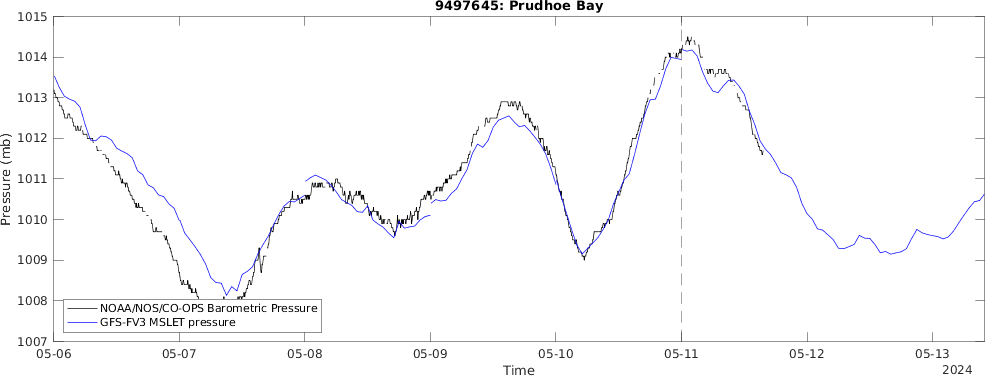 9497645: Prudhoe Bay
1015
1014
1013
1012
1011
1010
1009
1008
1007
Pressure (mb)
NOAA/NOS/CO-OPS Barometric Pressure
GFS-FV3 MSLET pressure
05-06 05-07 05-08 05-09 05-10 05-11 05-12 05-13
Time
2024